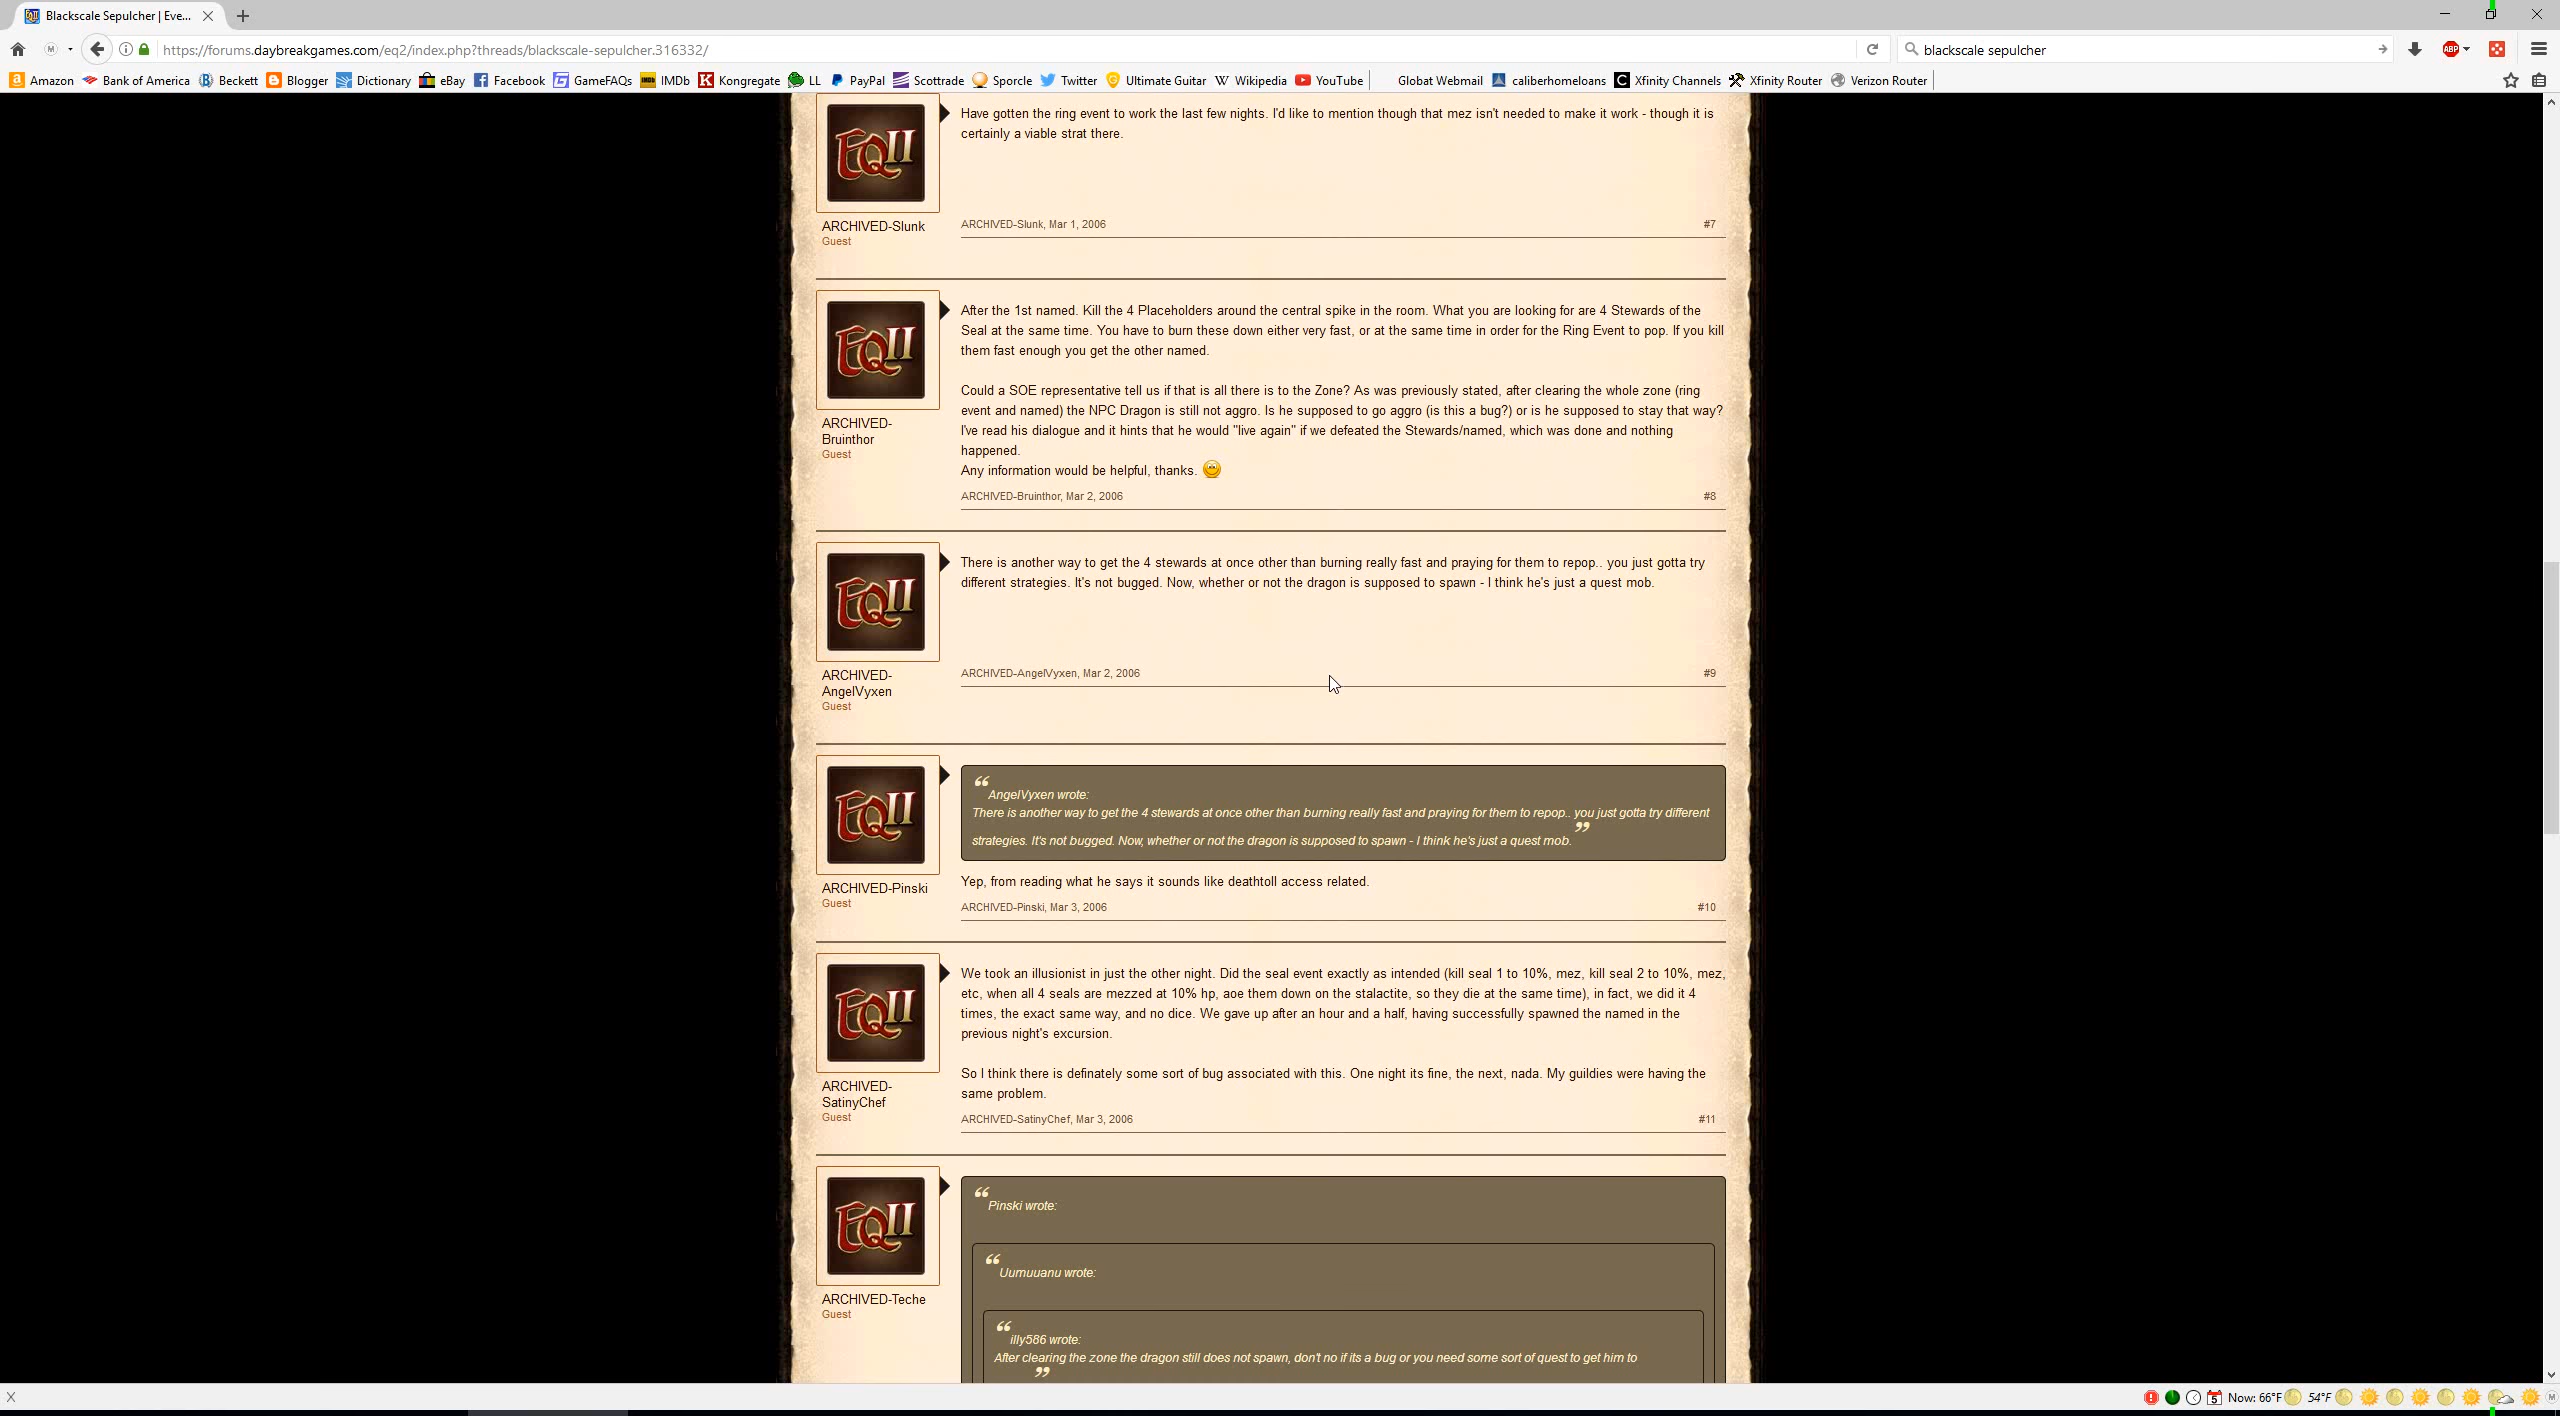 Blackscale Sepulcher | Eve...
https://forums.daybreakgames.com/eq2/index.php?threads/blackscale-sepulcher.316332/
blackscale sepulcher
ABP
Amazon Bank of America Beckett Blogger Dictionary eBay Facebook GameFAQs IMDb Kongregate LL PayPal Scottrade Sporcle Twitter Ultimate Guitar Wikipedia YouTube Globat Webmail caliberhomeloans Xfinity Channels Xfinity Router Verizon Router
EQII
Have gotten the ring event to work the last few nights. I'd like to mention though that mez isn't needed to make it work - though it is
certainly a viable strat there.
ARCHIVED-Slunk, Mar 1, 2006 #7
ARCHIVED-Slunk
Guest
EQII
After the 1st named. Kill the 4 Placeholders around the central spike in the room. What you are looking for are 4 Stewards of the
Seal at the same time. You have to burn these down either very fast, or at the same time in order for the Ring Event to pop. If you kill
them fast enough you get the other named.
Could a SOE representative tell us if that is all there is to the Zone? As was previously stated, after clearing the whole zone (ring
event and named) the NPC Dragon is still not aggro. Is he supposed to go aggro (is this a bug?) or is he supposed to stay that way?
I've read his dialogue and it hints that he would "live again" if we defeated the Stewards/named, which was done and nothing
happened.
Any information would be helpful, thanks.
ARCHIVED-Bruinthor, Mar 2, 2006 #8
ARCHIVED-
Bruinthor
Guest
EQII
There is another way to get the 4 stewards at once other than burning really fast and praying for them to repop.. you just gotta try
different strategies. It's not bugged. Now, whether or not the dragon is supposed to spawn - I think he's just a quest mob.
ARCHIVED-AngelVyxen, Mar 2, 2006 #9
ARCHIVED-
AngelVyxen
Guest
EQII
“ AngelVyxen wrote:
There is another way to get the 4 stewards at once other than burning really fast and praying for them to repop.. you just gotta try different
strategies. It's not bugged. Now, whether or not the dragon is supposed to spawn - I think he's just a quest mob. ”
Yep, from reading what he says it sounds like deathtoll access related.
ARCHIVED-Pinski, Mar 3, 2006 #10
ARCHIVED-Pinski
Guest
EQII
We took an illusionist in just the other night. Did the seal event exactly as intended (kill seal 1 to 10%, mez, kill seal 2 to 10%, mez,
etc, when all 4 seals are mezzed at 10% hp, aoe them down on the stalactite, so they die at the same time), in fact, we did it 4
times, the exact same way, and no dice. We gave up after an hour and a half, having successfully spawned the named in the
previous night's excursion.
So I think there is definately some sort of bug associated with this. One night its fine, the next, nada. My guildies were having the
same problem.
ARCHIVED-SatinyChef, Mar 3, 2006 #11
ARCHIVED-
SatinyChef
Guest
EQII
ARCHIVED-Teche
Guest
“ Pinski wrote:
“ Uumuuanu wrote:
“ illy586 wrote:
After clearing the zone the dragon still does not spawn, don't no if its a bug or you need some sort of quest to get him to
”
Now: 66°F 54°F